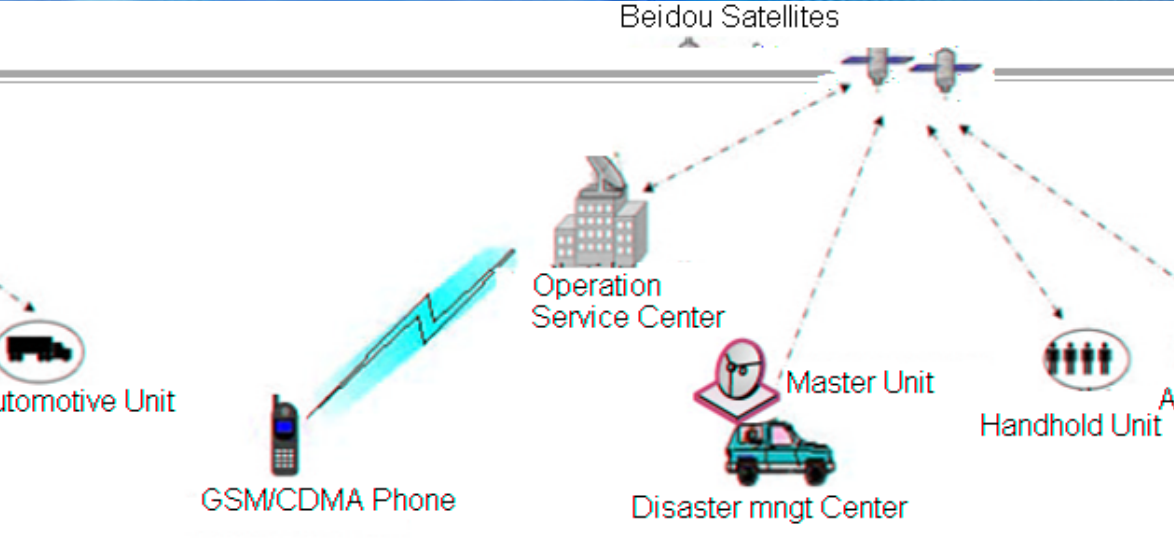 Beidou Satellites
Operation
Service Center
Master Unit
utomotive Unit
Handhold Unit
A
GSM/CDMA Phone
Disaster mngt Center